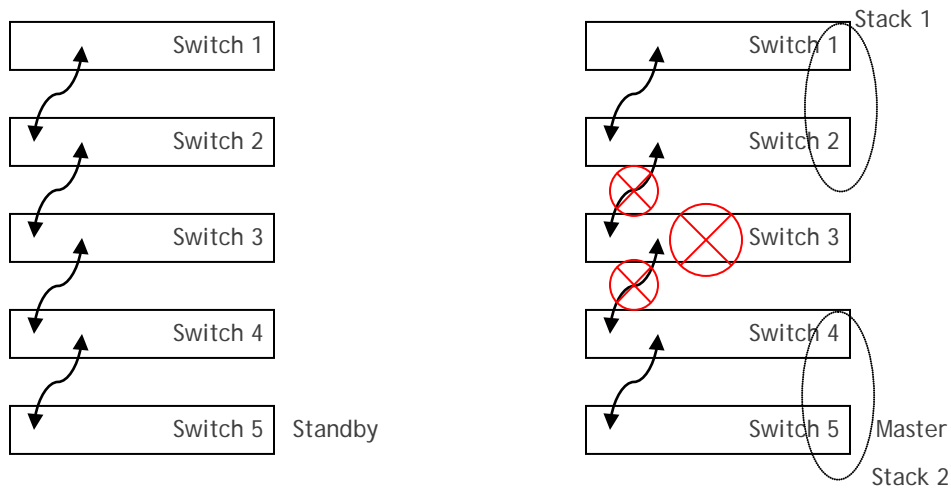 Switch 1
Switch 2
Switch 3
Switch 4
Switch 5 Standby
Stack 1
Switch 1
Switch 2
Switch 3
Switch 4
Switch 5 Master
Stack 2